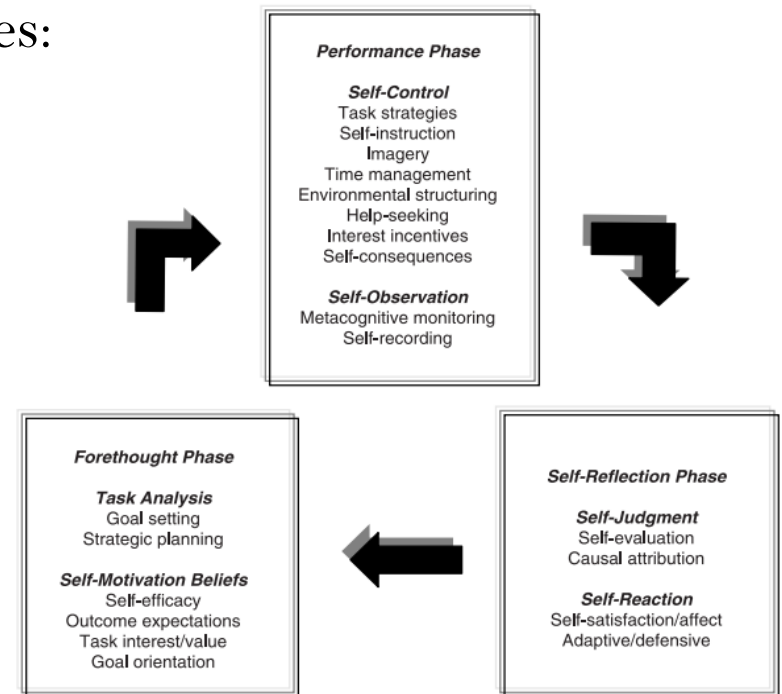 es:
Performance Phase
Self-Control
Task strategies
Self-instruction
Imagery
Time management
Environmental structuring
Help-seeking
Interest incentives
Self-consequences
Self-Observation
Metacognitive monitoring
Self-recording
Forethought Phase
Task Analysis
Goal setting
Strategic planning
Self-Motivation Beliefs
Self-efficacy
Outcome expectations
Task interest/value
Goal orientation
Self-Reflection Phase
Self-Judgment
Self-evaluation
Causal attribution
Self-Reaction
Self-satisfaction/affect
Adaptive/defensive